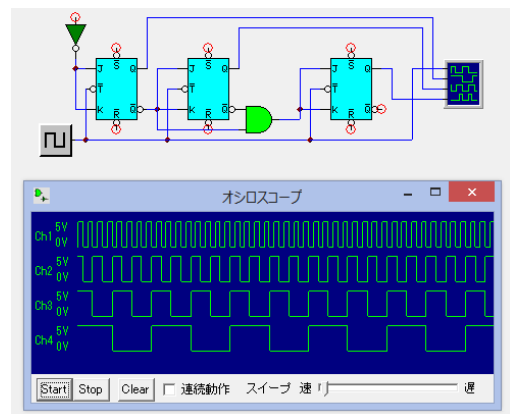 J S Q
T
K R Q
J S Q
T
K R Q
J S Q
T
K R Q
オシロスコープ
Ch1 5V 0V
Ch2 5V 0V
Ch3 5V 0V
Ch4 5V 0V
Start Stop Clear 連続動作 スイープ 速 遅